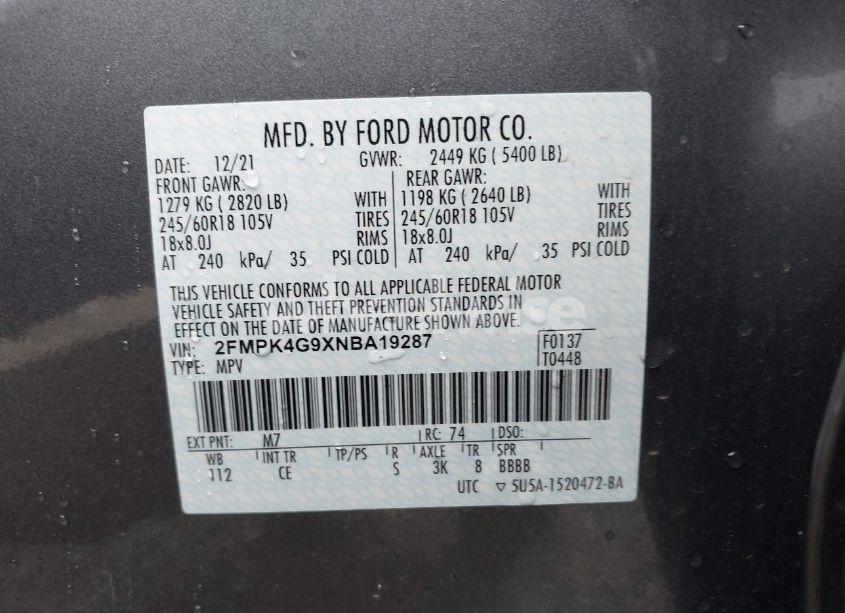 MFD. BY FORD MOTOR CO.
DATE: 12/21 GVWR: 2449 KG ( 5400 LB)
FRONT GAWR: REAR GAWR:
1279 KG ( 2820 LB) WITH 1198 KG ( 2640 LB) WITH
245/60R18 105V TIRES 245/60R18 105V TIRES
18x8.0J RIMS 18x8.0J RIMS
AT 240 kPa/ 35 PSI COLD AT 240 kPa/ 35 PSI COLD
THIS VEHICLE CONFORMS TO ALL APPLICABLE FEDERAL MOTOR
VEHICLE SAFETY AND THEFT PREVENTION STANDARDS IN
EFFECT ON THE DATE OF MANUFACTURE SHOWN ABOVE.
VIN: 2FMPK4G9XNBA19287 F0137
TYPE: MPV T0448
EXT PNT: M7 RC: 74 DSO:
WB INT TR TP/PS R AXLE TR SPR
112 CE S 3K 8 BBBB
UTC ▽ 5U5A-1520472-BA